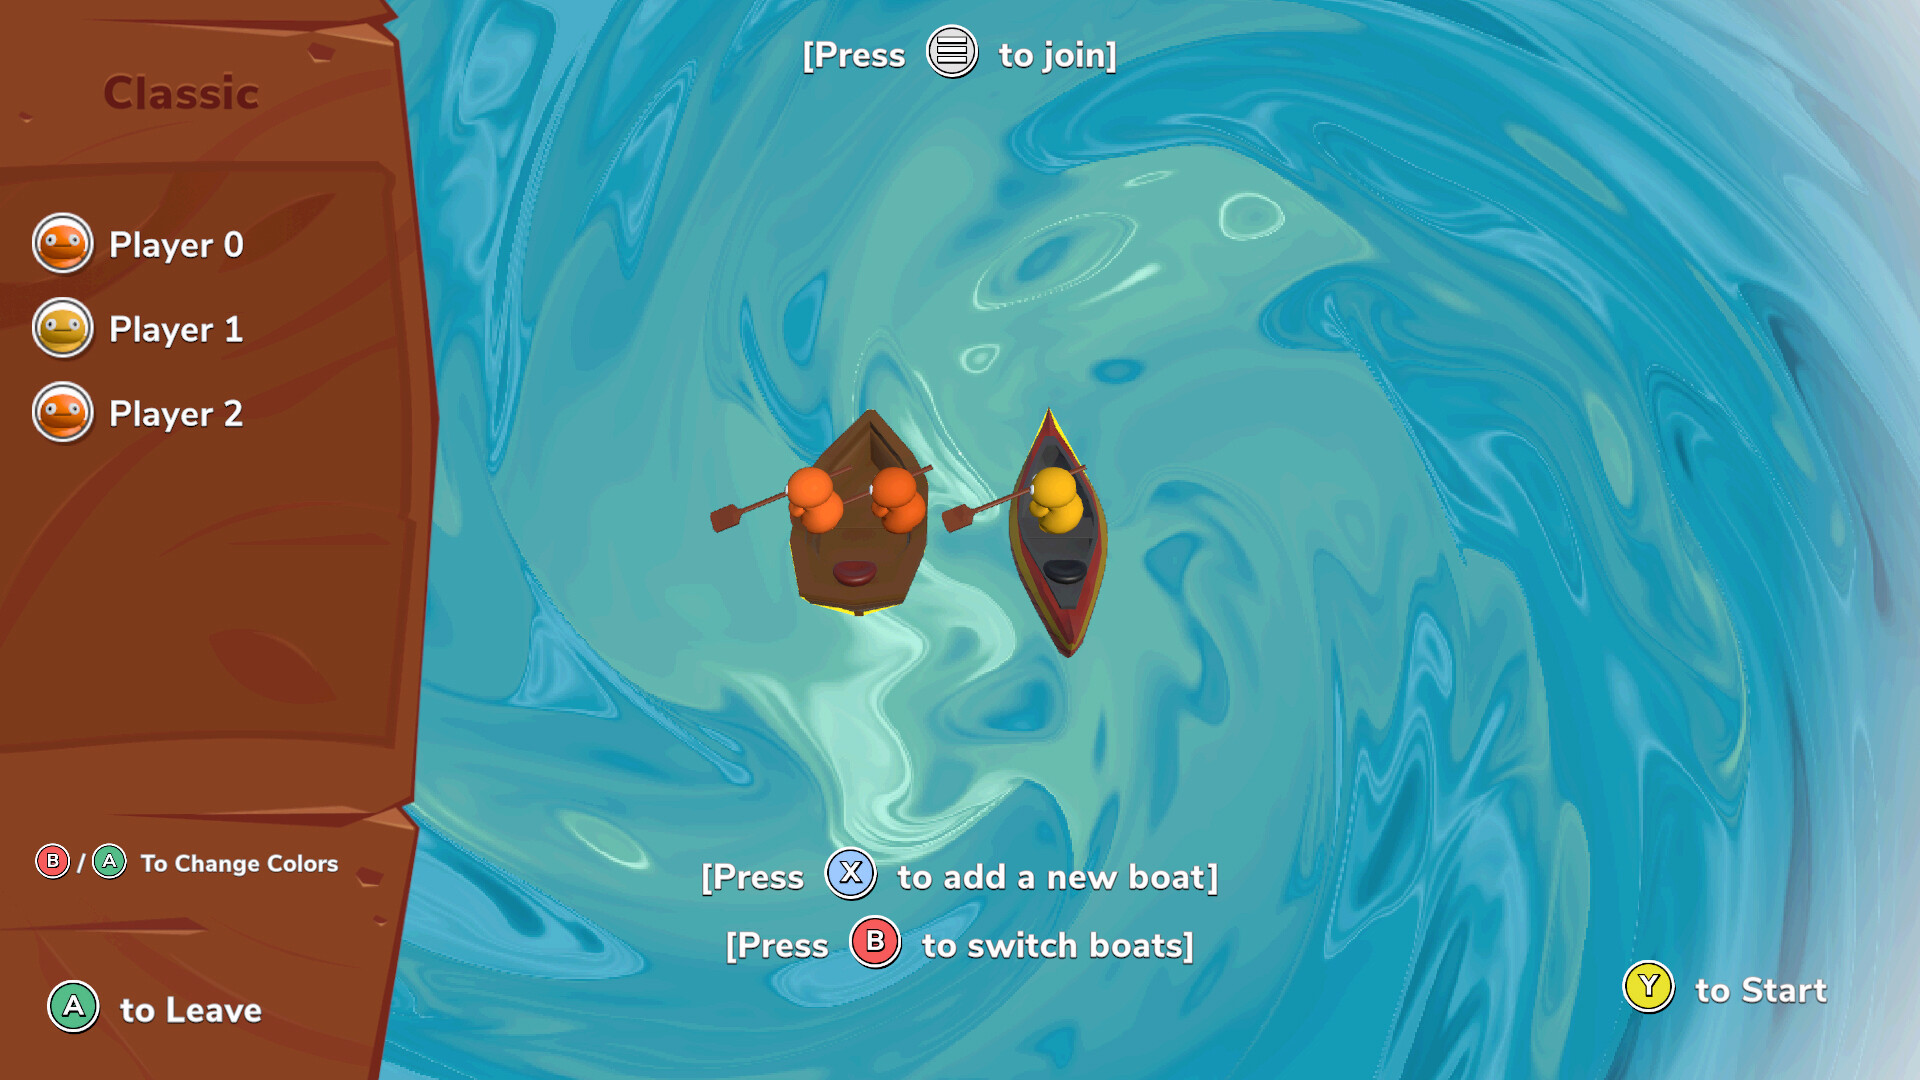 Classic
[Press to join]
Player 0
Player 1
Player 2
B / A To Change Colors
[Press X to add a new boat]
[Press B to switch boats]
A to Leave
Y to Start